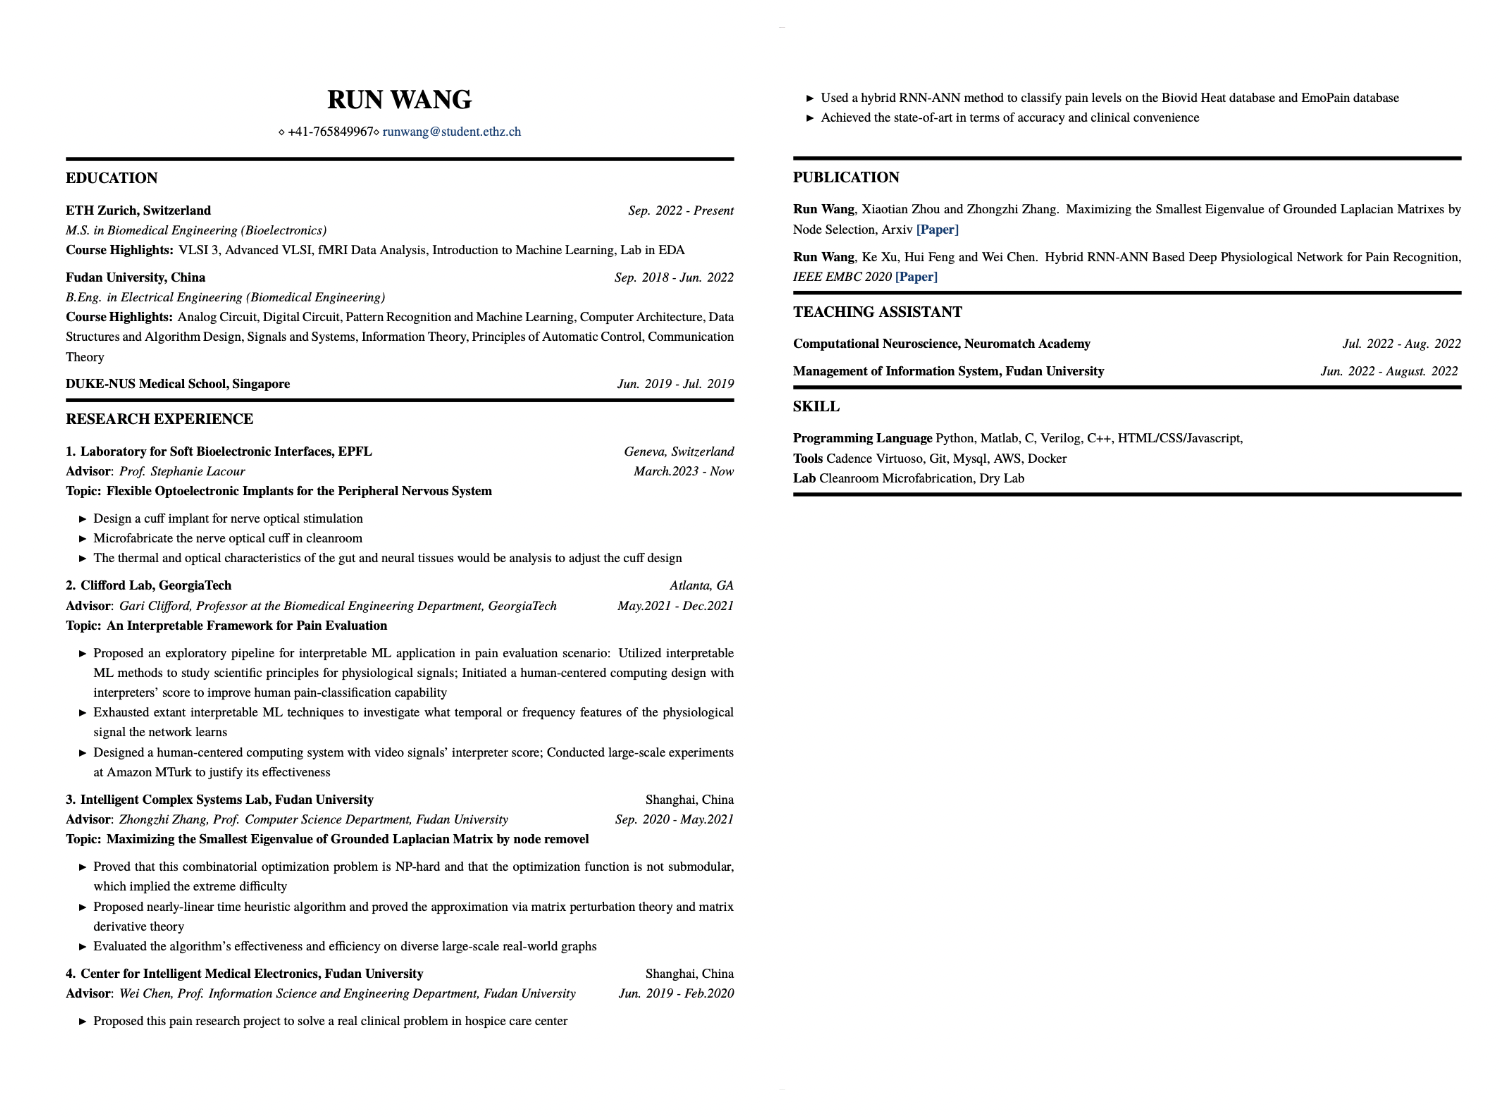 RUN WANG
⋄ +41-765849967⋄ runwang@student.ethz.ch
EDUCATION
ETH Zurich, Switzerland Sep. 2022 - Present
M.S. in Biomedical Engineering (Bioelectronics)
Course Highlights: VLSI 3, Advanced VLSI, fMRI Data Analysis, Introduction to Machine Learning, Lab in EDA
Fudan University, China Sep. 2018 - Jun. 2022
B.Eng. in Electrical Engineering (Biomedical Engineering)
Course Highlights: Analog Circuit, Digital Circuit, Pattern Recognition and Machine Learning, Computer Architecture, Data
Structures and Algorithm Design, Signals and Systems, Information Theory, Principles of Automatic Control, Communication
Theory
DUKE-NUS Medical School, Singapore Jun. 2019 - Jul. 2019
RESEARCH EXPERIENCE
1. Laboratory for Soft Bioelectronic Interfaces, EPFL Geneva, Switzerland
Advisor: Prof. Stephanie Lacour March.2023 - Now
Topic: Flexible Optoelectronic Implants for the Peripheral Nervous System
► Design a cuff implant for nerve optical stimulation
► Microfabricate the nerve optical cuff in cleanroom
► The thermal and optical characteristics of the gut and neural tissues would be analysis to adjust the cuff design
2. Clifford Lab, GeorgiaTech Atlanta, GA
Advisor: Gari Clifford, Professor at the Biomedical Engineering Department, GeorgiaTech May.2021 - Dec.2021
Topic: An Interpretable Framework for Pain Evaluation
► Proposed an exploratory pipeline for interpretable ML application in pain evaluation scenario: Utilized interpretable
ML methods to study scientific principles for physiological signals; Initiated a human-centered computing design with
interpreters' score to improve human pain-classification capability
► Exhausted extant interpretable ML techniques to investigate what temporal or frequency features of the physiological
signal the network learns
► Designed a human-centered computing system with video signals' interpreter score; Conducted large-scale experiments
at Amazon MTurk to justify its effectiveness
3. Intelligent Complex Systems Lab, Fudan University Shanghai, China
Advisor: Zhongzhi Zhang, Prof. Computer Science Department, Fudan University Sep. 2020 - May.2021
Topic: Maximizing the Smallest Eigenvalue of Grounded Laplacian Matrix by node removel
► Proved that this combinatorial optimization problem is NP-hard and that the optimization function is not submodular,
which implied the extreme difficulty
► Proposed nearly-linear time heuristic algorithm and proved the approximation via matrix perturbation theory and matrix
derivative theory
► Evaluated the algorithm's effectiveness and efficiency on diverse large-scale real-world graphs
4. Center for Intelligent Medical Electronics, Fudan University Shanghai, China
Advisor: Wei Chen, Prof. Information Science and Engineering Department, Fudan University Jun. 2019 - Feb.2020
► Proposed this pain research project to solve a real clinical problem in hospice care center
► Used a hybrid RNN-ANN method to classify pain levels on the Biovid Heat database and EmoPain database
► Achieved the state-of-art in terms of accuracy and clinical convenience
PUBLICATION
Run Wang, Xiaotian Zhou and Zhongzhi Zhang. Maximizing the Smallest Eigenvalue of Grounded Laplacian Matrixes by
Node Selection, Arxiv [Paper]
Run Wang, Ke Xu, Hui Feng and Wei Chen. Hybrid RNN-ANN Based Deep Physiological Network for Pain Recognition,
IEEE EMBC 2020 [Paper]
TEACHING ASSISTANT
Computational Neuroscience, Neuromatch Academy Jul. 2022 - Aug. 2022
Management of Information System, Fudan University Jun. 2022 - August. 2022
SKILL
Programming Language Python, Matlab, C, Verilog, C++, HTML/CSS/Javascript,
Tools Cadence Virtuoso, Git, Mysql, AWS, Docker
Lab Cleanroom Microfabrication, Dry Lab